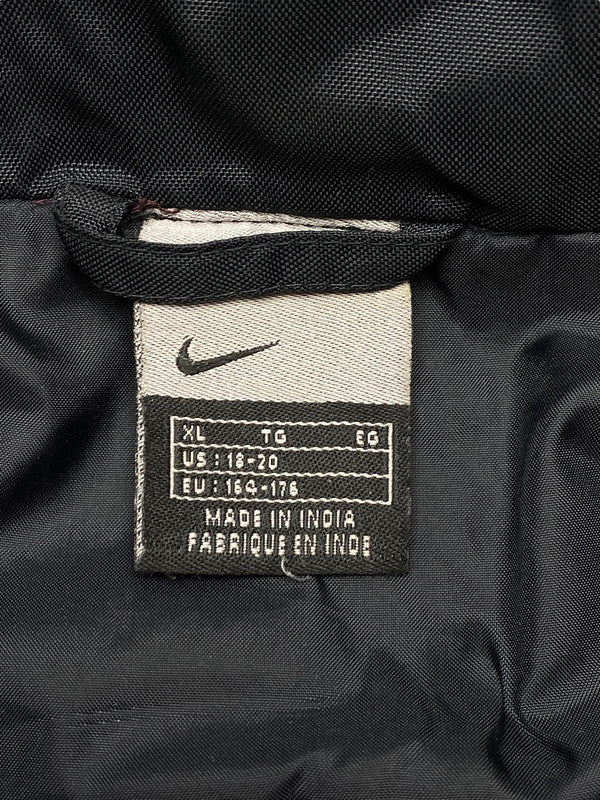 XL TG EG
US : 18-20
EU : 164-176
MADE IN INDIA
FABRIQUE EN INDE